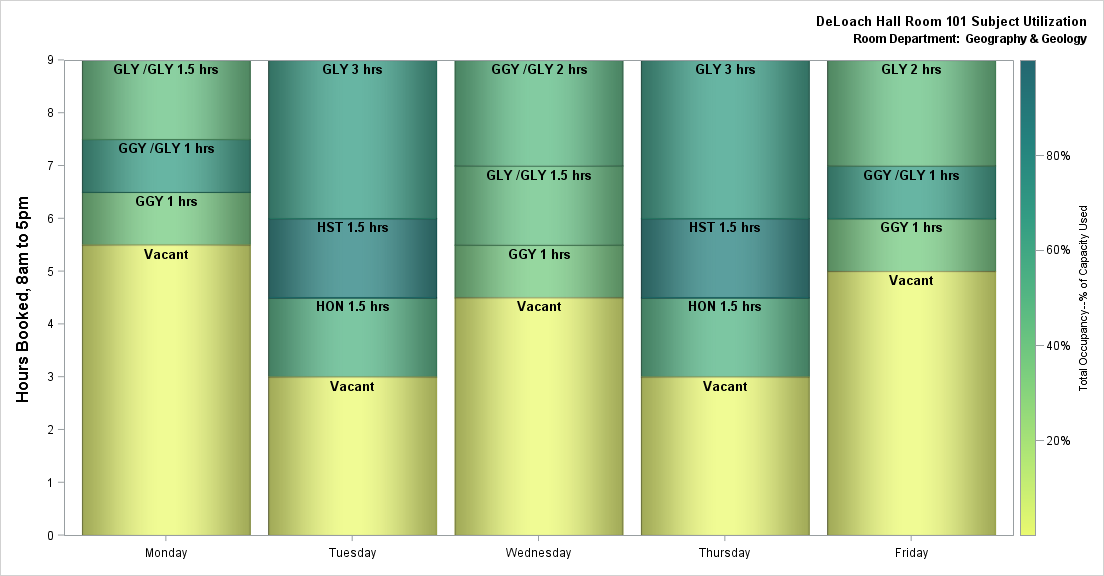 DeLoach Hall Room 101 Subject Utilization
Room Department: Geography & Geology
Hours Booked, 8am to 5pm
9
8
7
6
5
4
3
2
1
0
GLY /GLY 1.5 hrs
GGY /GLY 1 hrs
GGY 1 hrs
Vacant
Monday
GLY 3 hrs
HST 1.5 hrs
HON 1.5 hrs
Vacant
Tuesday
GGY /GLY 2 hrs
GLY /GLY 1.5 hrs
GGY 1 hrs
Vacant
Wednesday
GLY 3 hrs
HST 1.5 hrs
HON 1.5 hrs
Vacant
Thursday
GLY 2 hrs
GGY /GLY 1 hrs
GGY 1 hrs
Vacant
Friday
80%
60%
40%
20%
Total Occupancy--% of Capacity Used